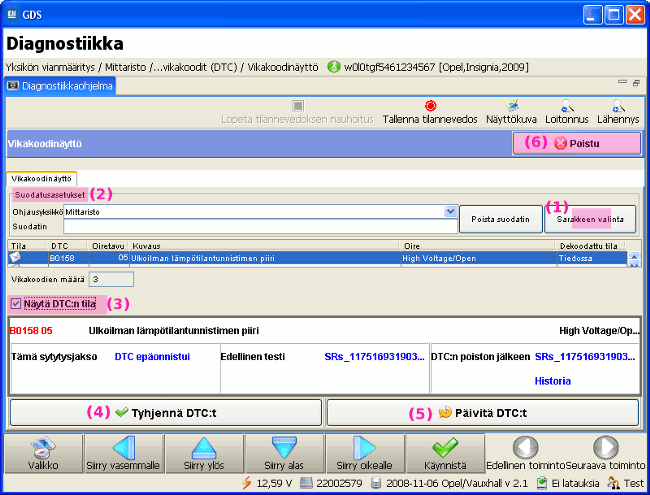 GDS
Diagnostiikka
Yksikön vianmääritys / Mittaristo /...vikakoodit (DTC) / Vikakoodinäyttö w0l0tgf5461234567 [Opel,Insignia,2009]
Diagnostiikkaohjelma
Lopeta tilannevedoksen nauhoitus Tallenna tilannevedos Näyttökuva Loitonnus Lähennys
Vikakoodinäyttö (6) Poistu
Vikakoodinäyttö
Suodatusasetukset (2)
Ohjausyksikkö Mittaristo Poista suodatin (1) Sarakkeen valinta
Suodatin
Tila DTC Oiretavu Kuvaus Oire Dekoodattu tila
B0158 05 Ulkoilman lämpötilantunnistimen piiri High Voltage/Open Tiedossa
Vikakoodien määrä 3
Näytä DTC:n tila (3)
B0158 05 Ulkoilman lämpötilantunnistimen piiri High Voltage/Op...
Tämä sytytysjakso DTC epäonnistui Edellinen testi SRs_117516931903... DTC:n poiston jälkeen SRs_117516931903...
Historia
(4) Tyhjennä DTC:t (5) Päivitä DTC:t
Valikko Siirry vasemmalle Siirry ylös Siirry alas Siirry oikealle Käynnistä Edellinen toiminto Seuraava toiminto
12,59 V 22002579 2008-11-06 Opel/Vauxhall v 2.1 Ei latauksia Test